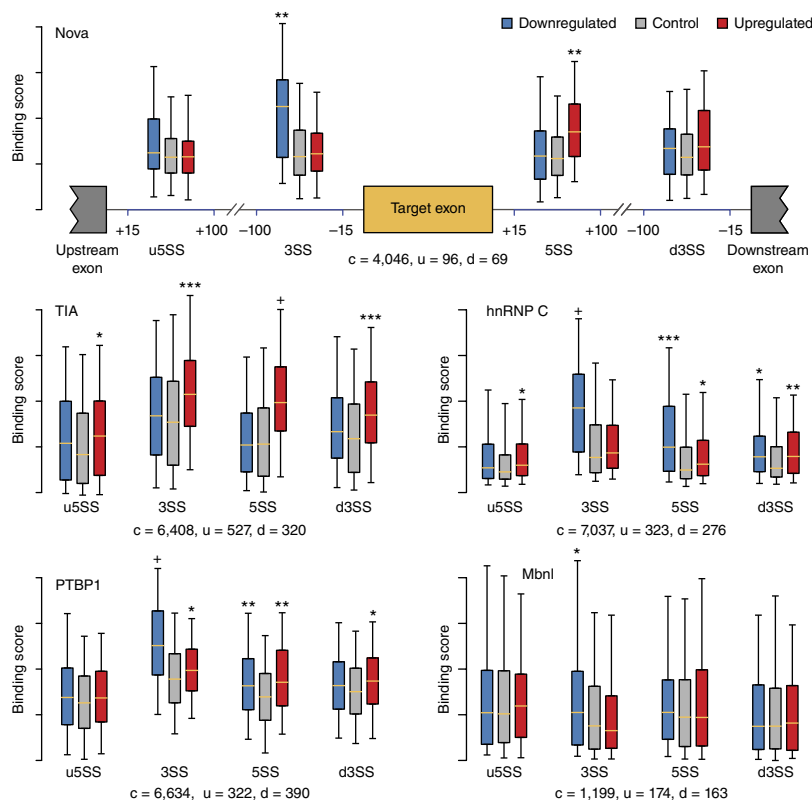 Nova
**
Downregulated
Control
Upregulated
**
Binding score
Target exon
+15
+100
−100
−15
+15
+100
−100
−15
Upstream
exon
u5SS
3SS
5SS
d3SS
Downstream
exon
c = 4,046, u = 96, d = 69
TIA
*
***
+
***
Binding score
u5SS
3SS
5SS
d3SS
c = 6,408, u = 527, d = 320
hnRNP C
*
+
***
*
*
**
Binding score
u5SS
3SS
5SS
d3SS
c = 7,037, u = 323, d = 276
PTBP1
+
*
**
**
*
Binding score
u5SS
3SS
5SS
d3SS
c = 6,634, u = 322, d = 390
Mbnl
*
Binding score
u5SS
3SS
5SS
d3SS
c = 1,199, u = 174, d = 163